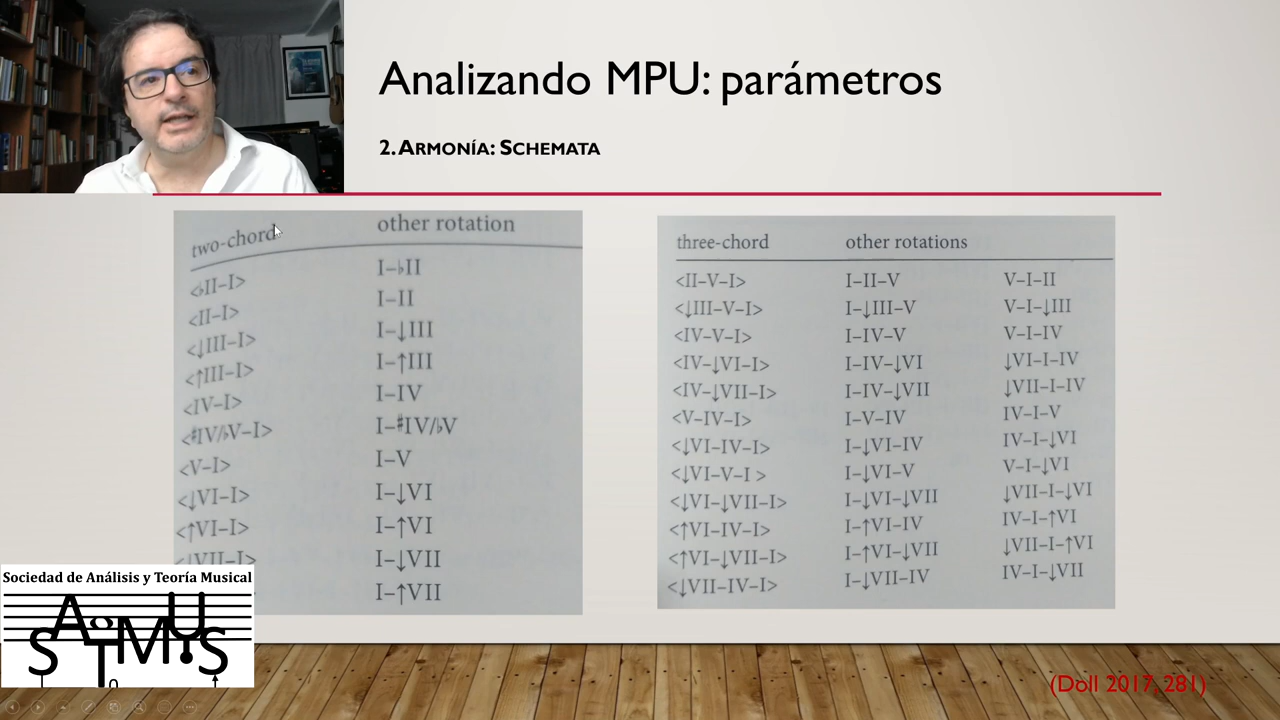 Analizando MPU: parámetros
2. ARMONÍA: SCHEMATA
two-chord other rotation
<♭II–I> I–♭II
<II–I> I–II
<↓III–I> I–↓III
<↑III–I> I–↑III
<IV–I> I–IV
<♯IV/♭V–I> I–♯IV/♭V
<V–I> I–V
<↓VI–I> I–↓VI
<↑VI–I> I–↑VI
<↓VII–I> I–↓VII
I–↑VII
three-chord other rotations
<II–V–I> I–II–V V–I–II
<↓III–V–I> I–↓III–V V–I–↓III
<IV–V–I> I–IV–V V–I–IV
<IV–↓VI–I> I–IV–↓VI ↓VI–I–IV
<IV–↓VII–I> I–IV–↓VII ↓VII–I–IV
<V–IV–I> I–V–IV IV–I–V
<↓VI–IV–I> I–↓VI–IV IV–I–↓VI
<↓VI–V–I > I–↓VI–V V–I–↓VI
<↓VI–↓VII–I> I–↓VI–↓VII ↓VII–I–↓VI
<↑VI–IV–I> I–↑VI–IV IV–I–↑VI
<↑VI–↓VII–I> I–↑VI–↓VII ↓VII–I–↑VI
<↓VII–IV–I> I–↓VII–IV IV–I–↓VII
Sociedad de Análisis y Teoría Musical
SATMUS
(Doll 2017, 281)